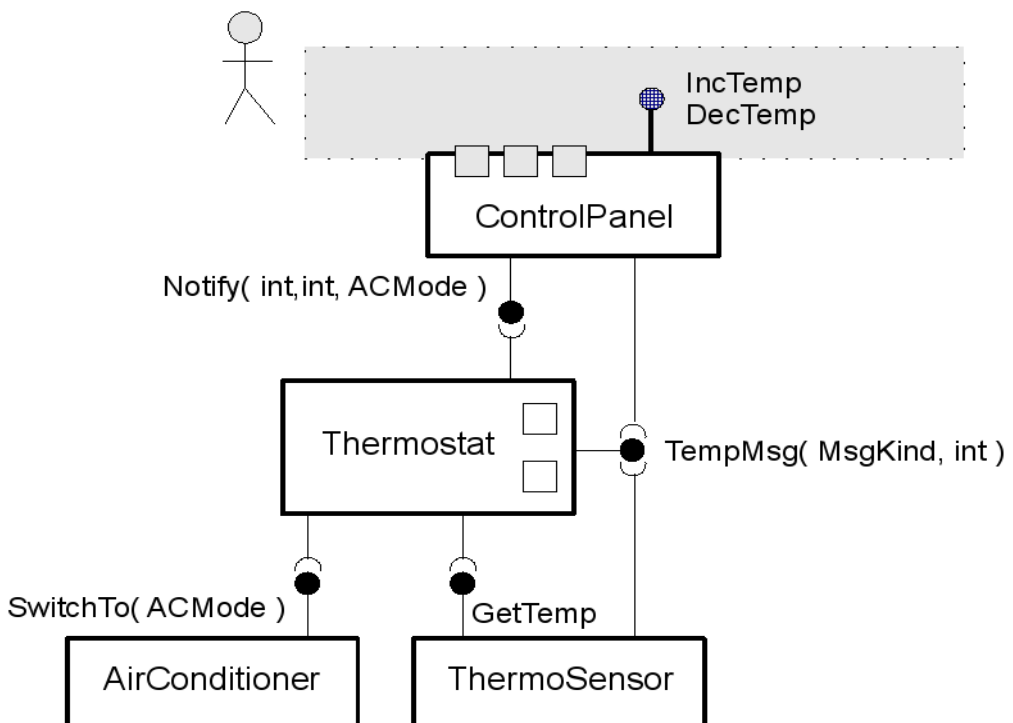 IncTemp
DecTemp
ControlPanel
Notify( int,int, ACMode )
Thermostat
TempMsg( MsgKind, int )
SwitchTo( ACMode )
GetTemp
AirConditioner
ThermoSensor